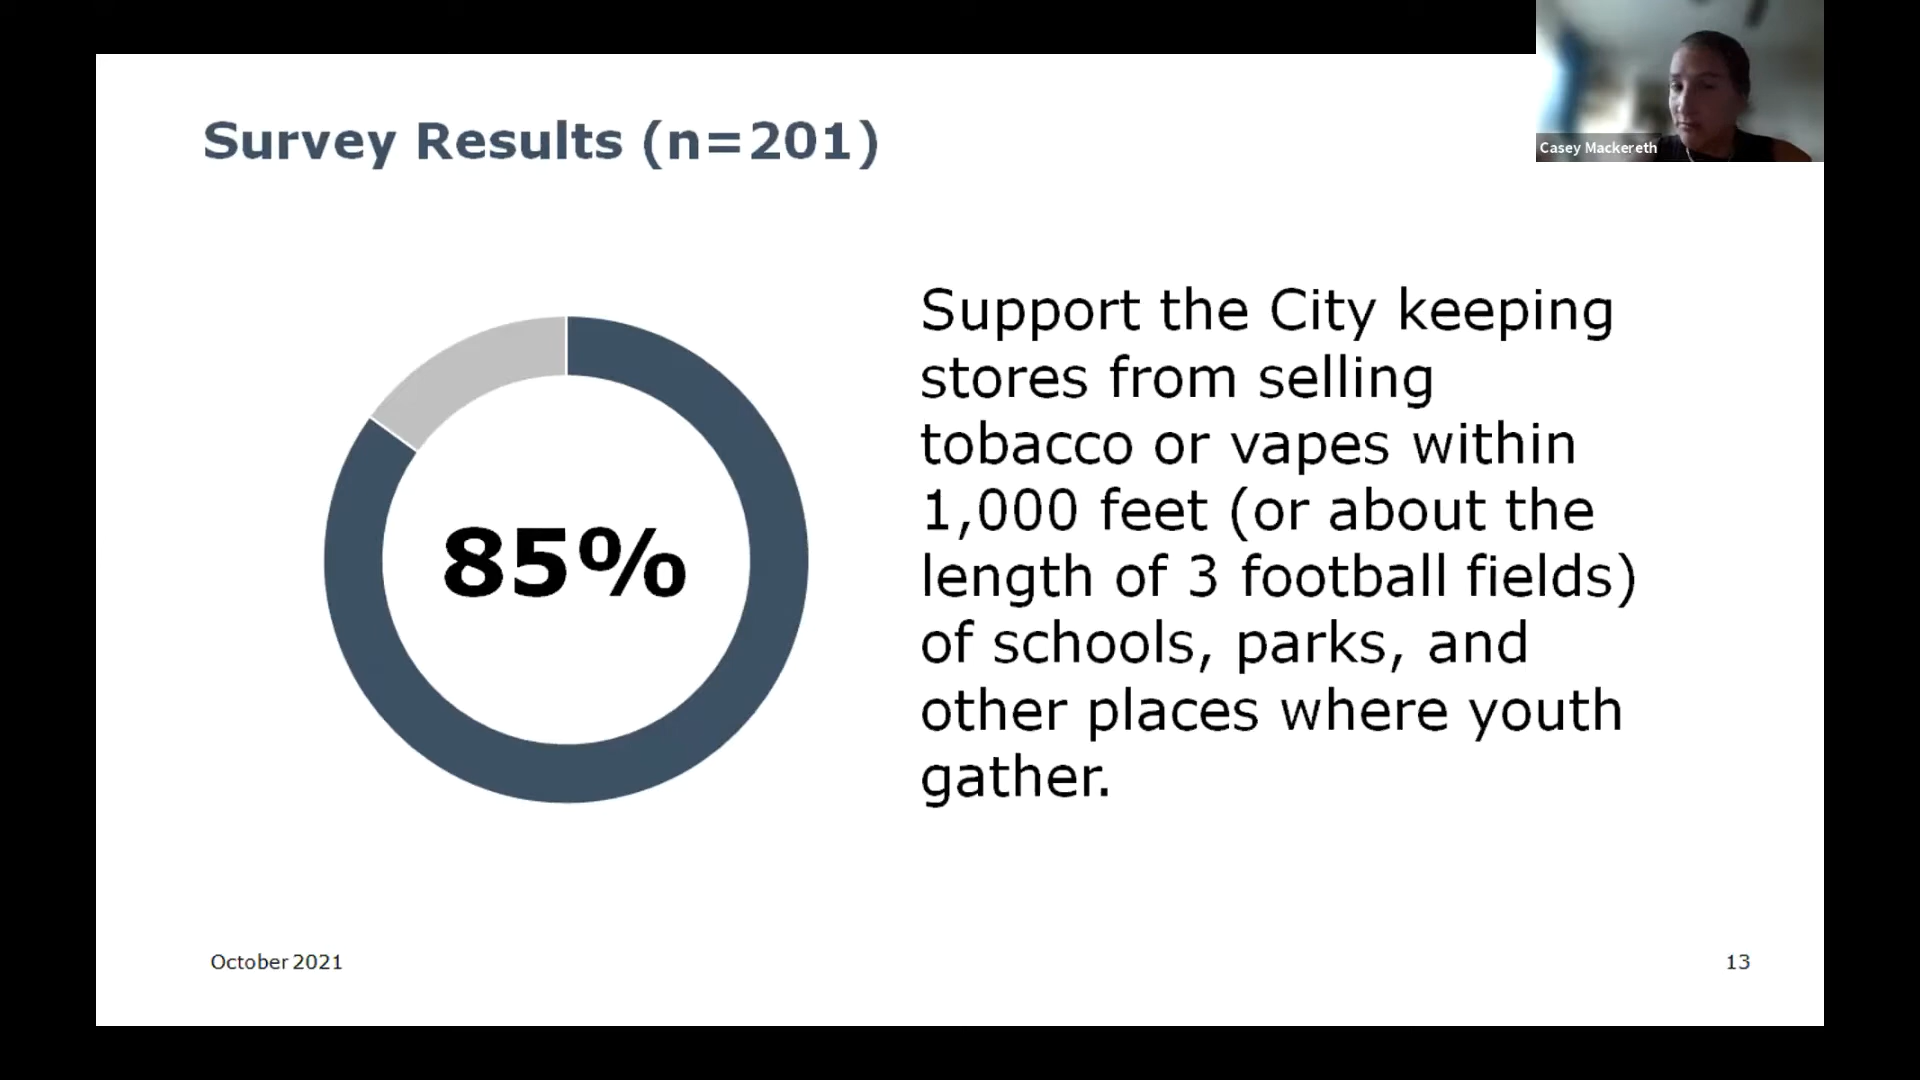 Survey Results (n=201)
Casey Mackereth
85%
Support the City keeping
stores from selling
tobacco or vapes within
1,000 feet (or about the
length of 3 football fields)
of schools, parks, and
other places where youth
gather.
October 2021
13